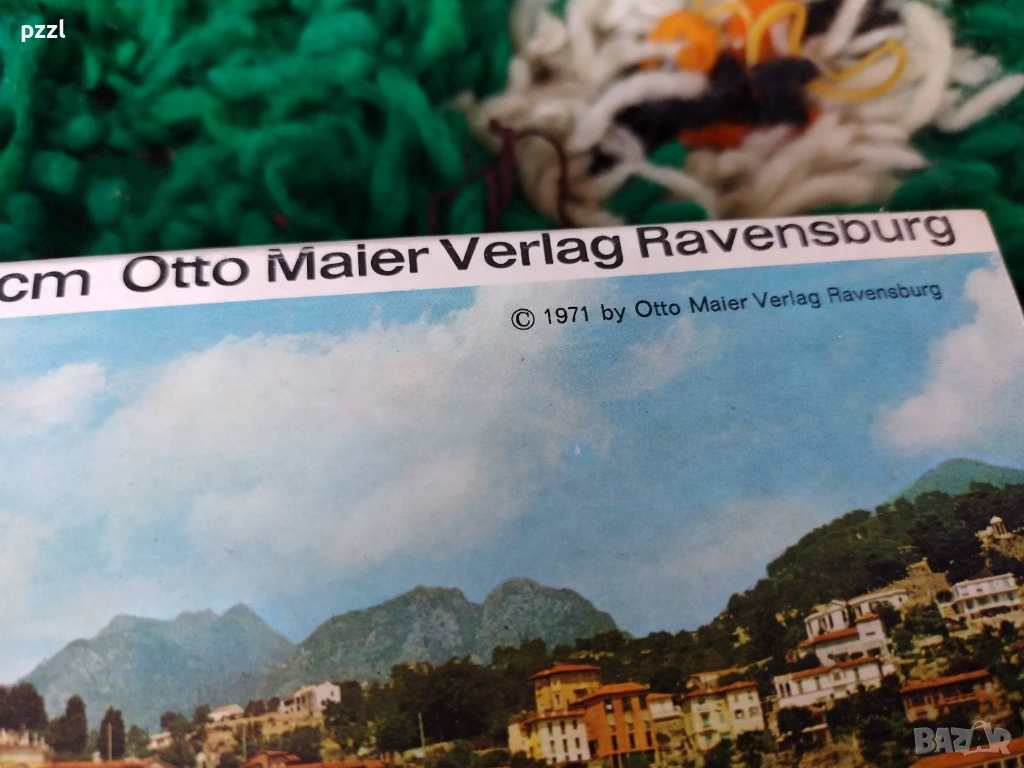 pzzl
cm Otto Maier Verlag Ravensburg
© 1971 by Otto Maier Verlag Ravensburg
BAZAR